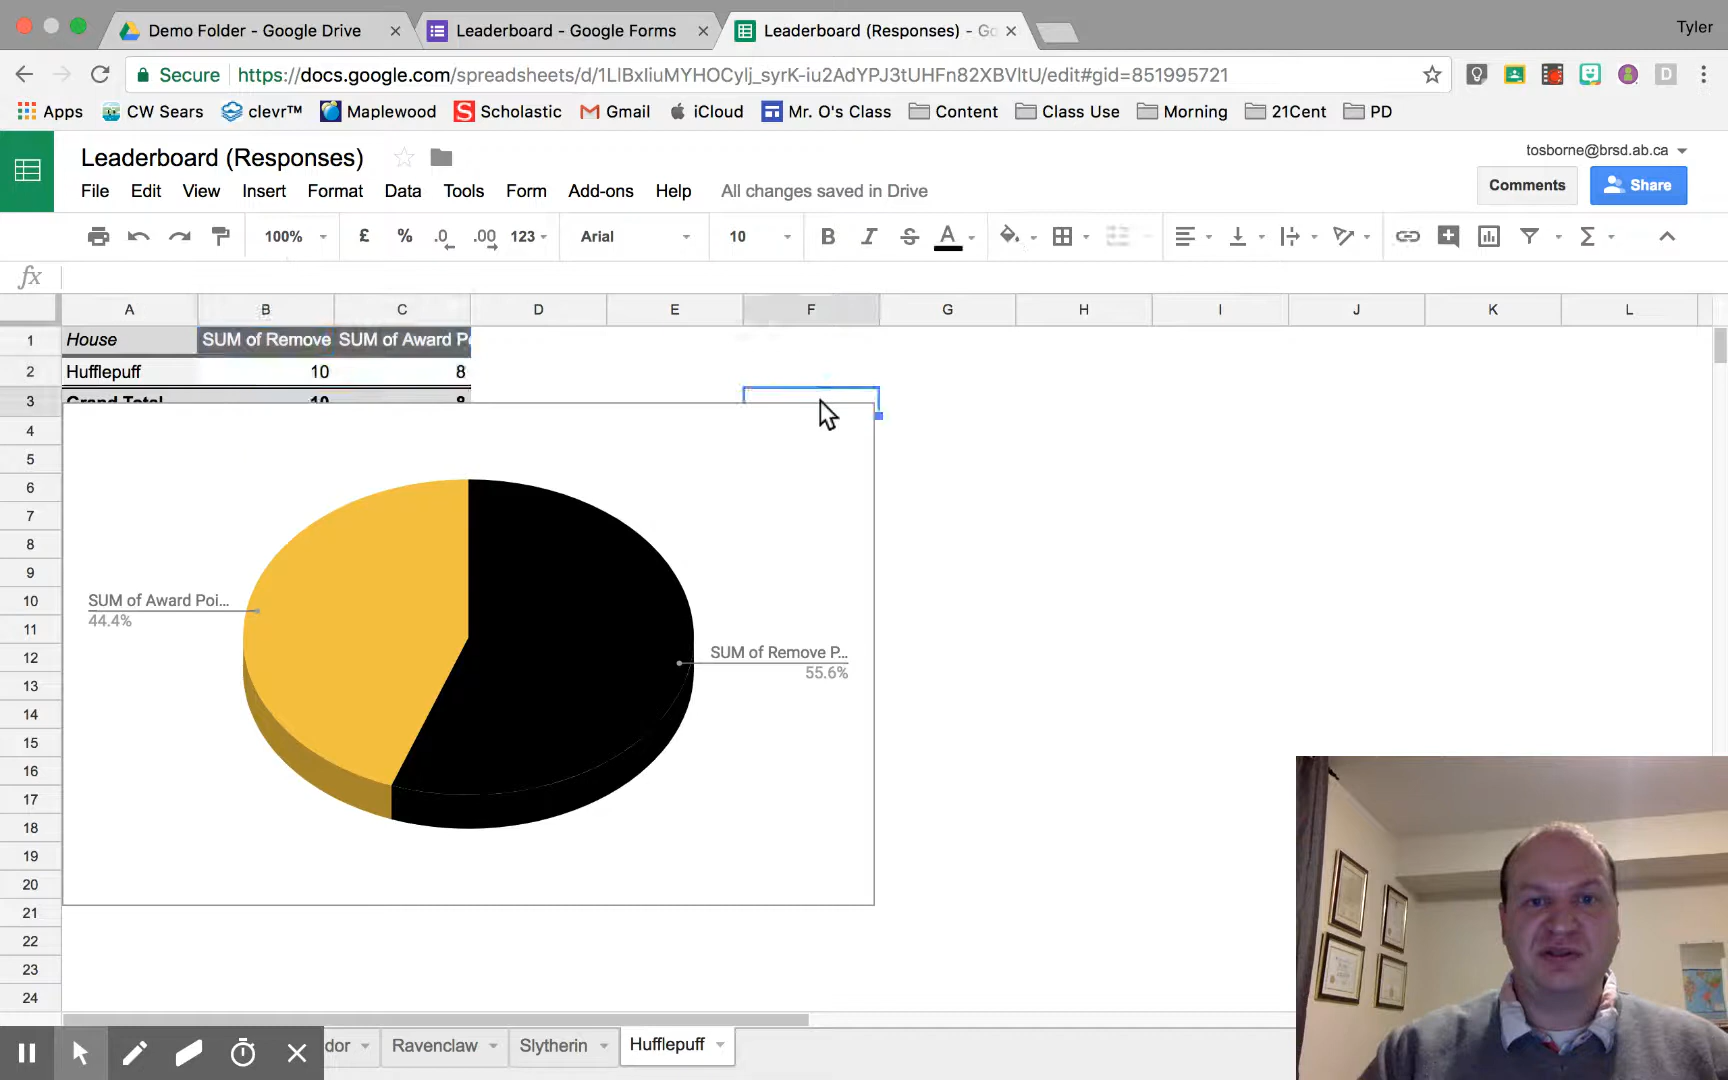 Demo Folder - Google Drive
Leaderboard - Google Forms
Leaderboard (Responses) - Go
Tyler
Secure https://docs.google.com/spreadsheets/d/1LlBxliuMYHOCylj_syrK-iu2AdYPJ3tUHFn82XBVltU/edit#gid=851995721
D
Apps CW Sears clevr™ Maplewood Scholastic Gmail iCloud Mr. O's Class Content Class Use Morning 21Cent PD
Leaderboard (Responses)
tosborne@brsd.ab.ca
File Edit View Insert Format Data Tools Form Add-ons Help All changes saved in Drive
Comments Share
100% £ % .0 .00 123 Arial 10 B I S A Σ
fx
A B C D E F G H I J K L
1 House SUM of Remove SUM of Award P
2 Hufflepuff 10 8
3 Grand Total 10 8
4
5
6
7
8
9
10
11
12
13
14
15
16
17
18
19
20
21
22
23
24
SUM of Award Poi...
44.4%
SUM of Remove P...
55.6%
dor Ravenclaw Slytherin Hufflepuff